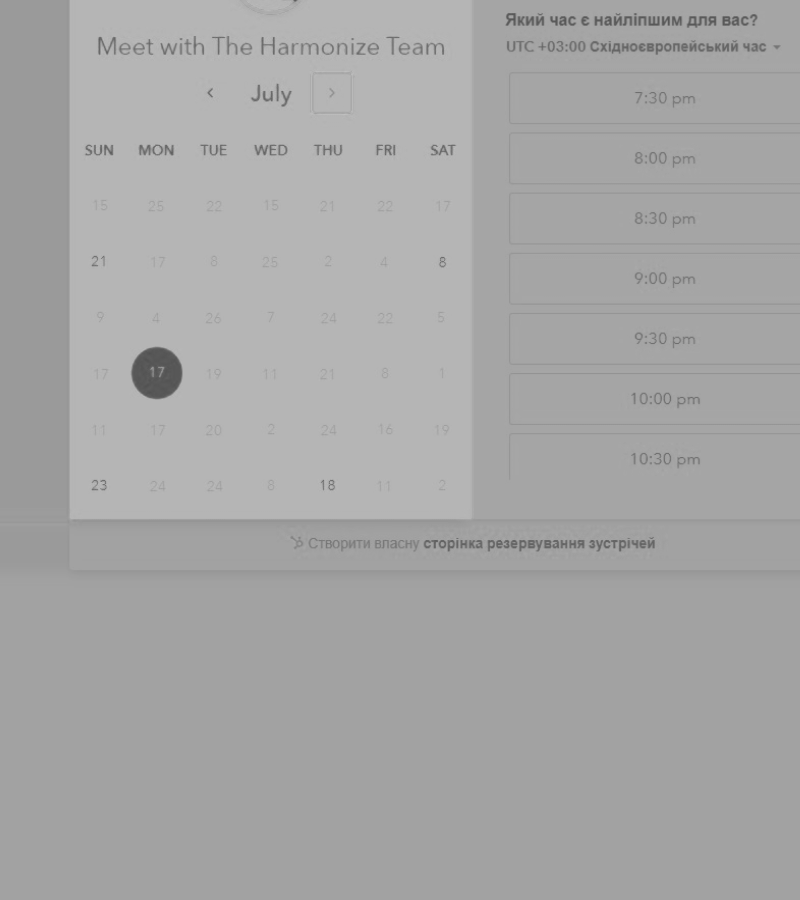 Meet with The Harmonize Team
July
SUN MON TUE WED THU FRI SAT
15 25 22 15 21 22 17
21 17 8 25 2 4 8
9 4 26 7 24 22 5
17 17 19 11 21 8 1
11 17 20 2 24 16 19
23 24 24 8 18 11 2
Який час є найліпшим для вас?
UTC +03:00 Східноєвропейський час
7:30 pm
8:00 pm
8:30 pm
9:00 pm
9:30 pm
10:00 pm
10:30 pm
Створити власну сторінка резервування зустрічей